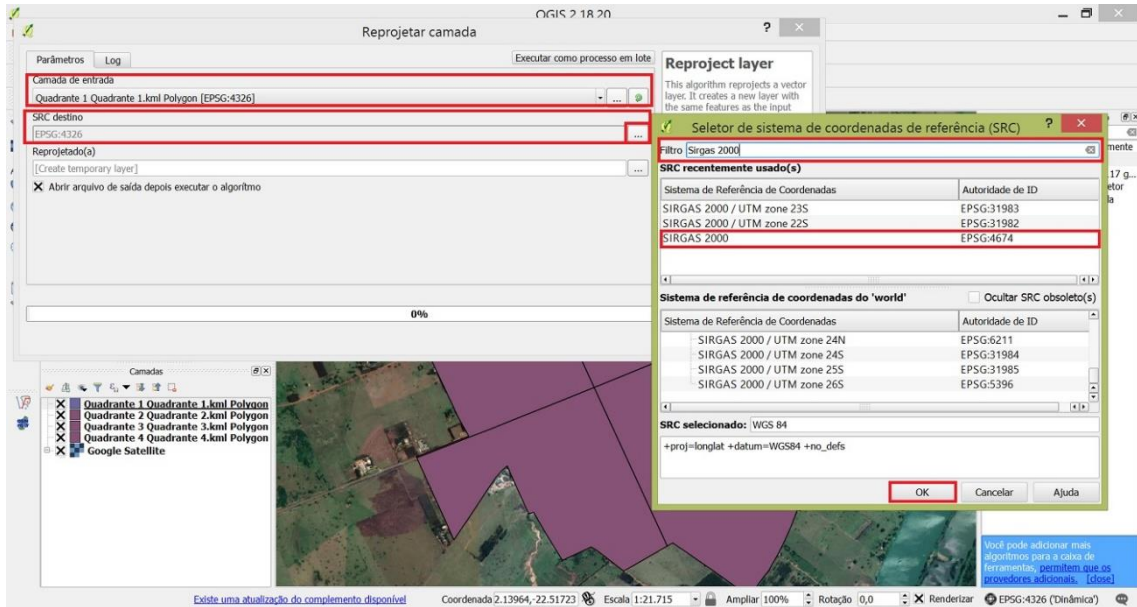 QGIS 2.18.20
Reprojetar camada
?
Parâmetros Log
Executar como processo em lote
Camada de entrada
Quadrante 1 Quadrante 1.kml Polygon [EPSG:4326]
...
SRC destino
EPSG:4326
...
Reprojetado(a)
[Create temporary layer]
...
Abrir arquivo de saída depois executar o algorítmo
0%
Reproject layer
This algorithm reprojects a vector
layer. It creates a new layer with
the same features as the input
Seletor de sistema de coordenadas de referência (SRC)
?
Filtro Sirgas 2000
SRC recentemente usado(s)
Sistema de Referência de Coordenadas Autoridade de ID
SIRGAS 2000 / UTM zone 23S EPSG:31983
SIRGAS 2000 / UTM zone 22S EPSG:31982
SIRGAS 2000 EPSG:4674
Sistema de referência de coordenadas do 'world' Ocultar SRC obsoleto(s)
Sistema de Referência de Coordenadas Autoridade de ID
SIRGAS 2000 / UTM zone 24N EPSG:6211
SIRGAS 2000 / UTM zone 24S EPSG:31984
SIRGAS 2000 / UTM zone 25S EPSG:31985
SIRGAS 2000 / UTM zone 26S EPSG:5396
SRC selecionado: WGS 84
+proj=longlat +datum=WGS84 +no_defs
OK Cancelar Ajuda
mente
17 g...
etor
la
Camadas
Quadrante 1 Quadrante 1.kml Polygon
Quadrante 2 Quadrante 2.kml Polygon
Quadrante 3 Quadrante 3.kml Polygon
Quadrante 4 Quadrante 4.kml Polygon
Google Satellite
Você pode adicionar mais
algoritmos para a caixa de
ferramentas, permitem que os
provedores adicionais. [close]
Existe uma atualização do complemento disponível Coordenada 2.13964,-22.51723 Escala 1:21.715 Ampliar 100% Rotação 0,0 Renderizar EPSG:4326 ('Dinâmica')